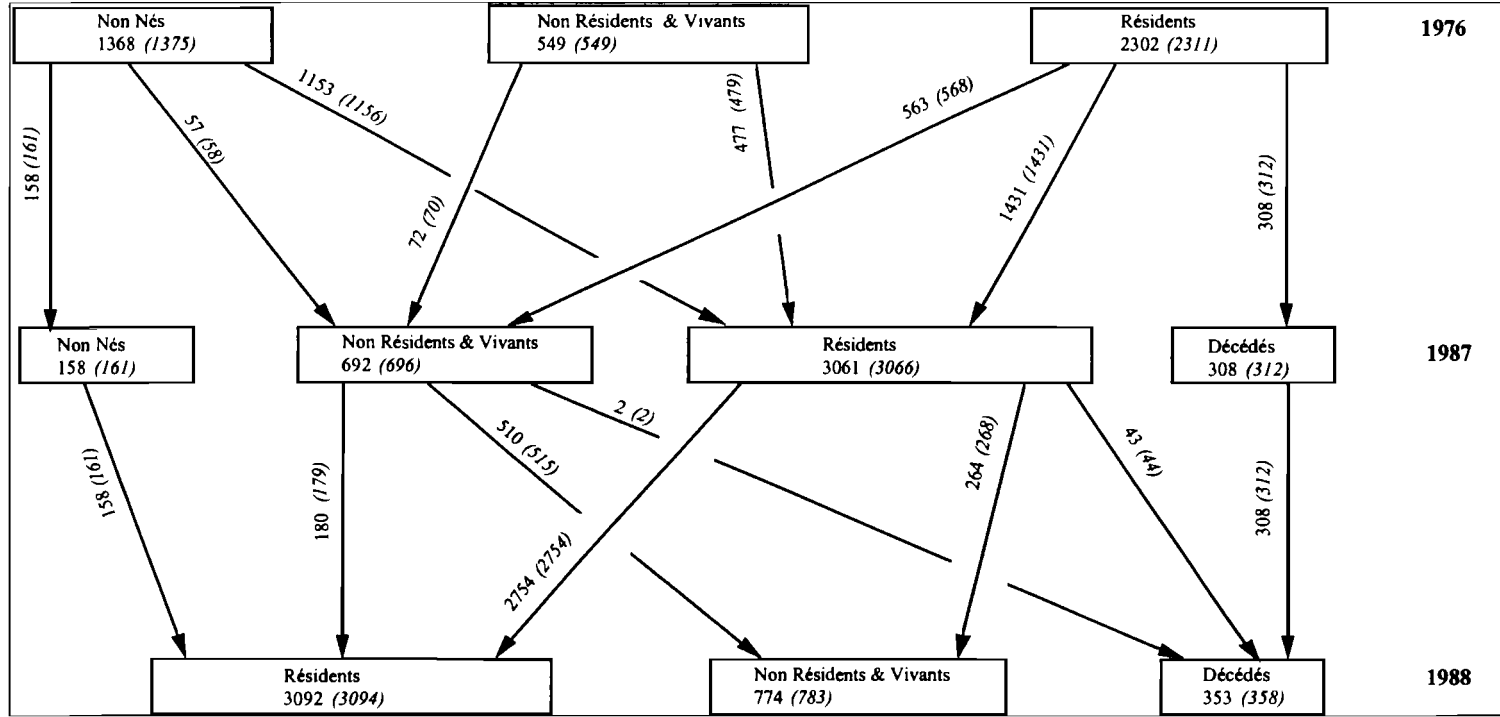 Non Nés
1368 (1375)
Non Résidents & Vivants
549 (549)
Résidents
2302 (2311)
1976
158 (161)
57 (58)
1153 (1156)
72 (70)
477 (479)
563 (568)
1431 (1431)
308 (312)
Non Nés
158 (161)
Non Résidents & Vivants
692 (696)
Résidents
3061 (3066)
Décédés
308 (312)
1987
158 (161)
180 (179)
510 (515)
2 (2)
2754 (2754)
264 (268)
43 (44)
308 (312)
Résidents
3092 (3094)
Non Résidents & Vivants
774 (783)
Décédés
353 (358)
1988